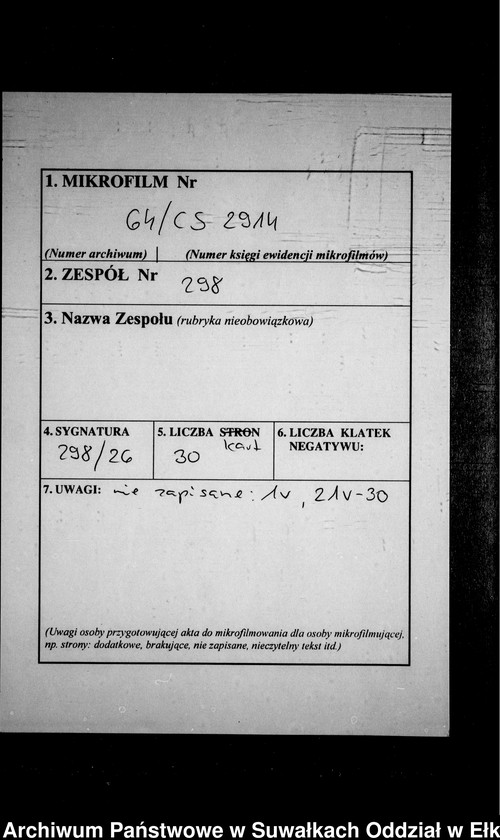 1. MIKROFILM Nr
64/CS 2914
(Numer archiwum) | (Numer księgi ewidencji mikrofilmów)
2. ZESPÓŁ Nr 298
3. Nazwa Zespołu (rubryka nieobowiązkowa)
4. SYGNATURA
298/26
5. LICZBA STRON
kart
30
6. LICZBA KLATEK
NEGATYWU:
7. UWAGI: nie zapisane: 1v, 21v-30
(Uwagi osoby przygotowującej akta do mikrofilmowania dla osoby mikrofilmującej,
np. strony: dodatkowe, brakujące, nie zapisane, nieczytelny tekst itd.)
Archiwum Państwowe w Suwałkach Oddział w Ełk